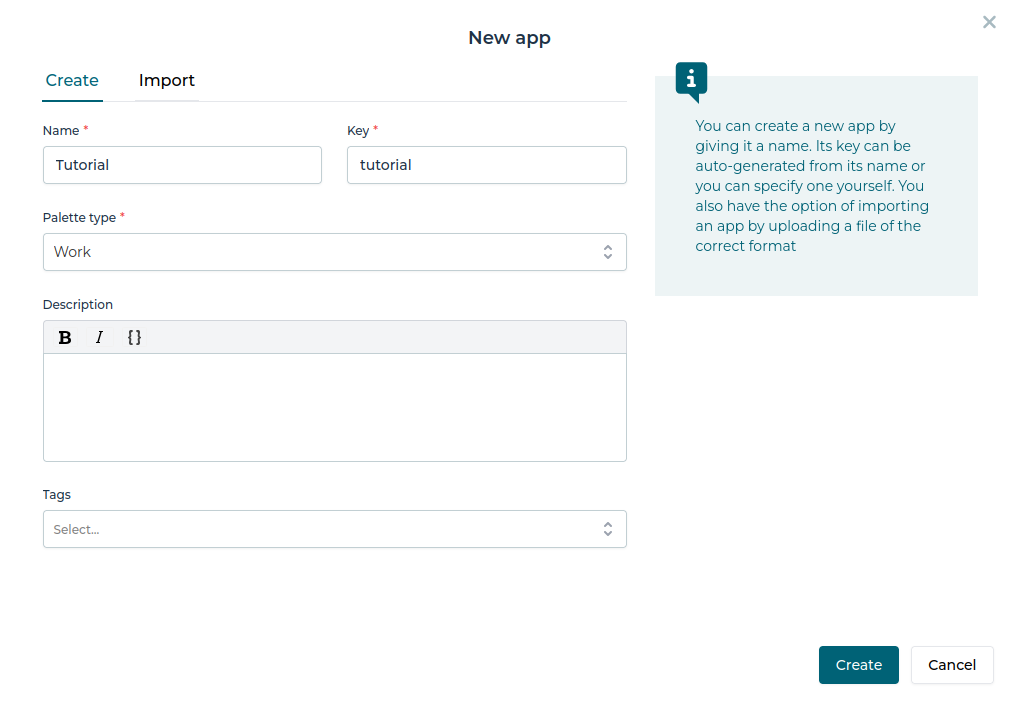 New app
Create Import
Name * Key *
Tutorial tutorial
Palette type *
Work
Description
B I {}
Tags
Select...
You can create a new app by
giving it a name. Its key can be
auto-generated from its name or
you can specify one yourself. You
also have the option of importing
an app by uploading a file of the
correct format
Create Cancel